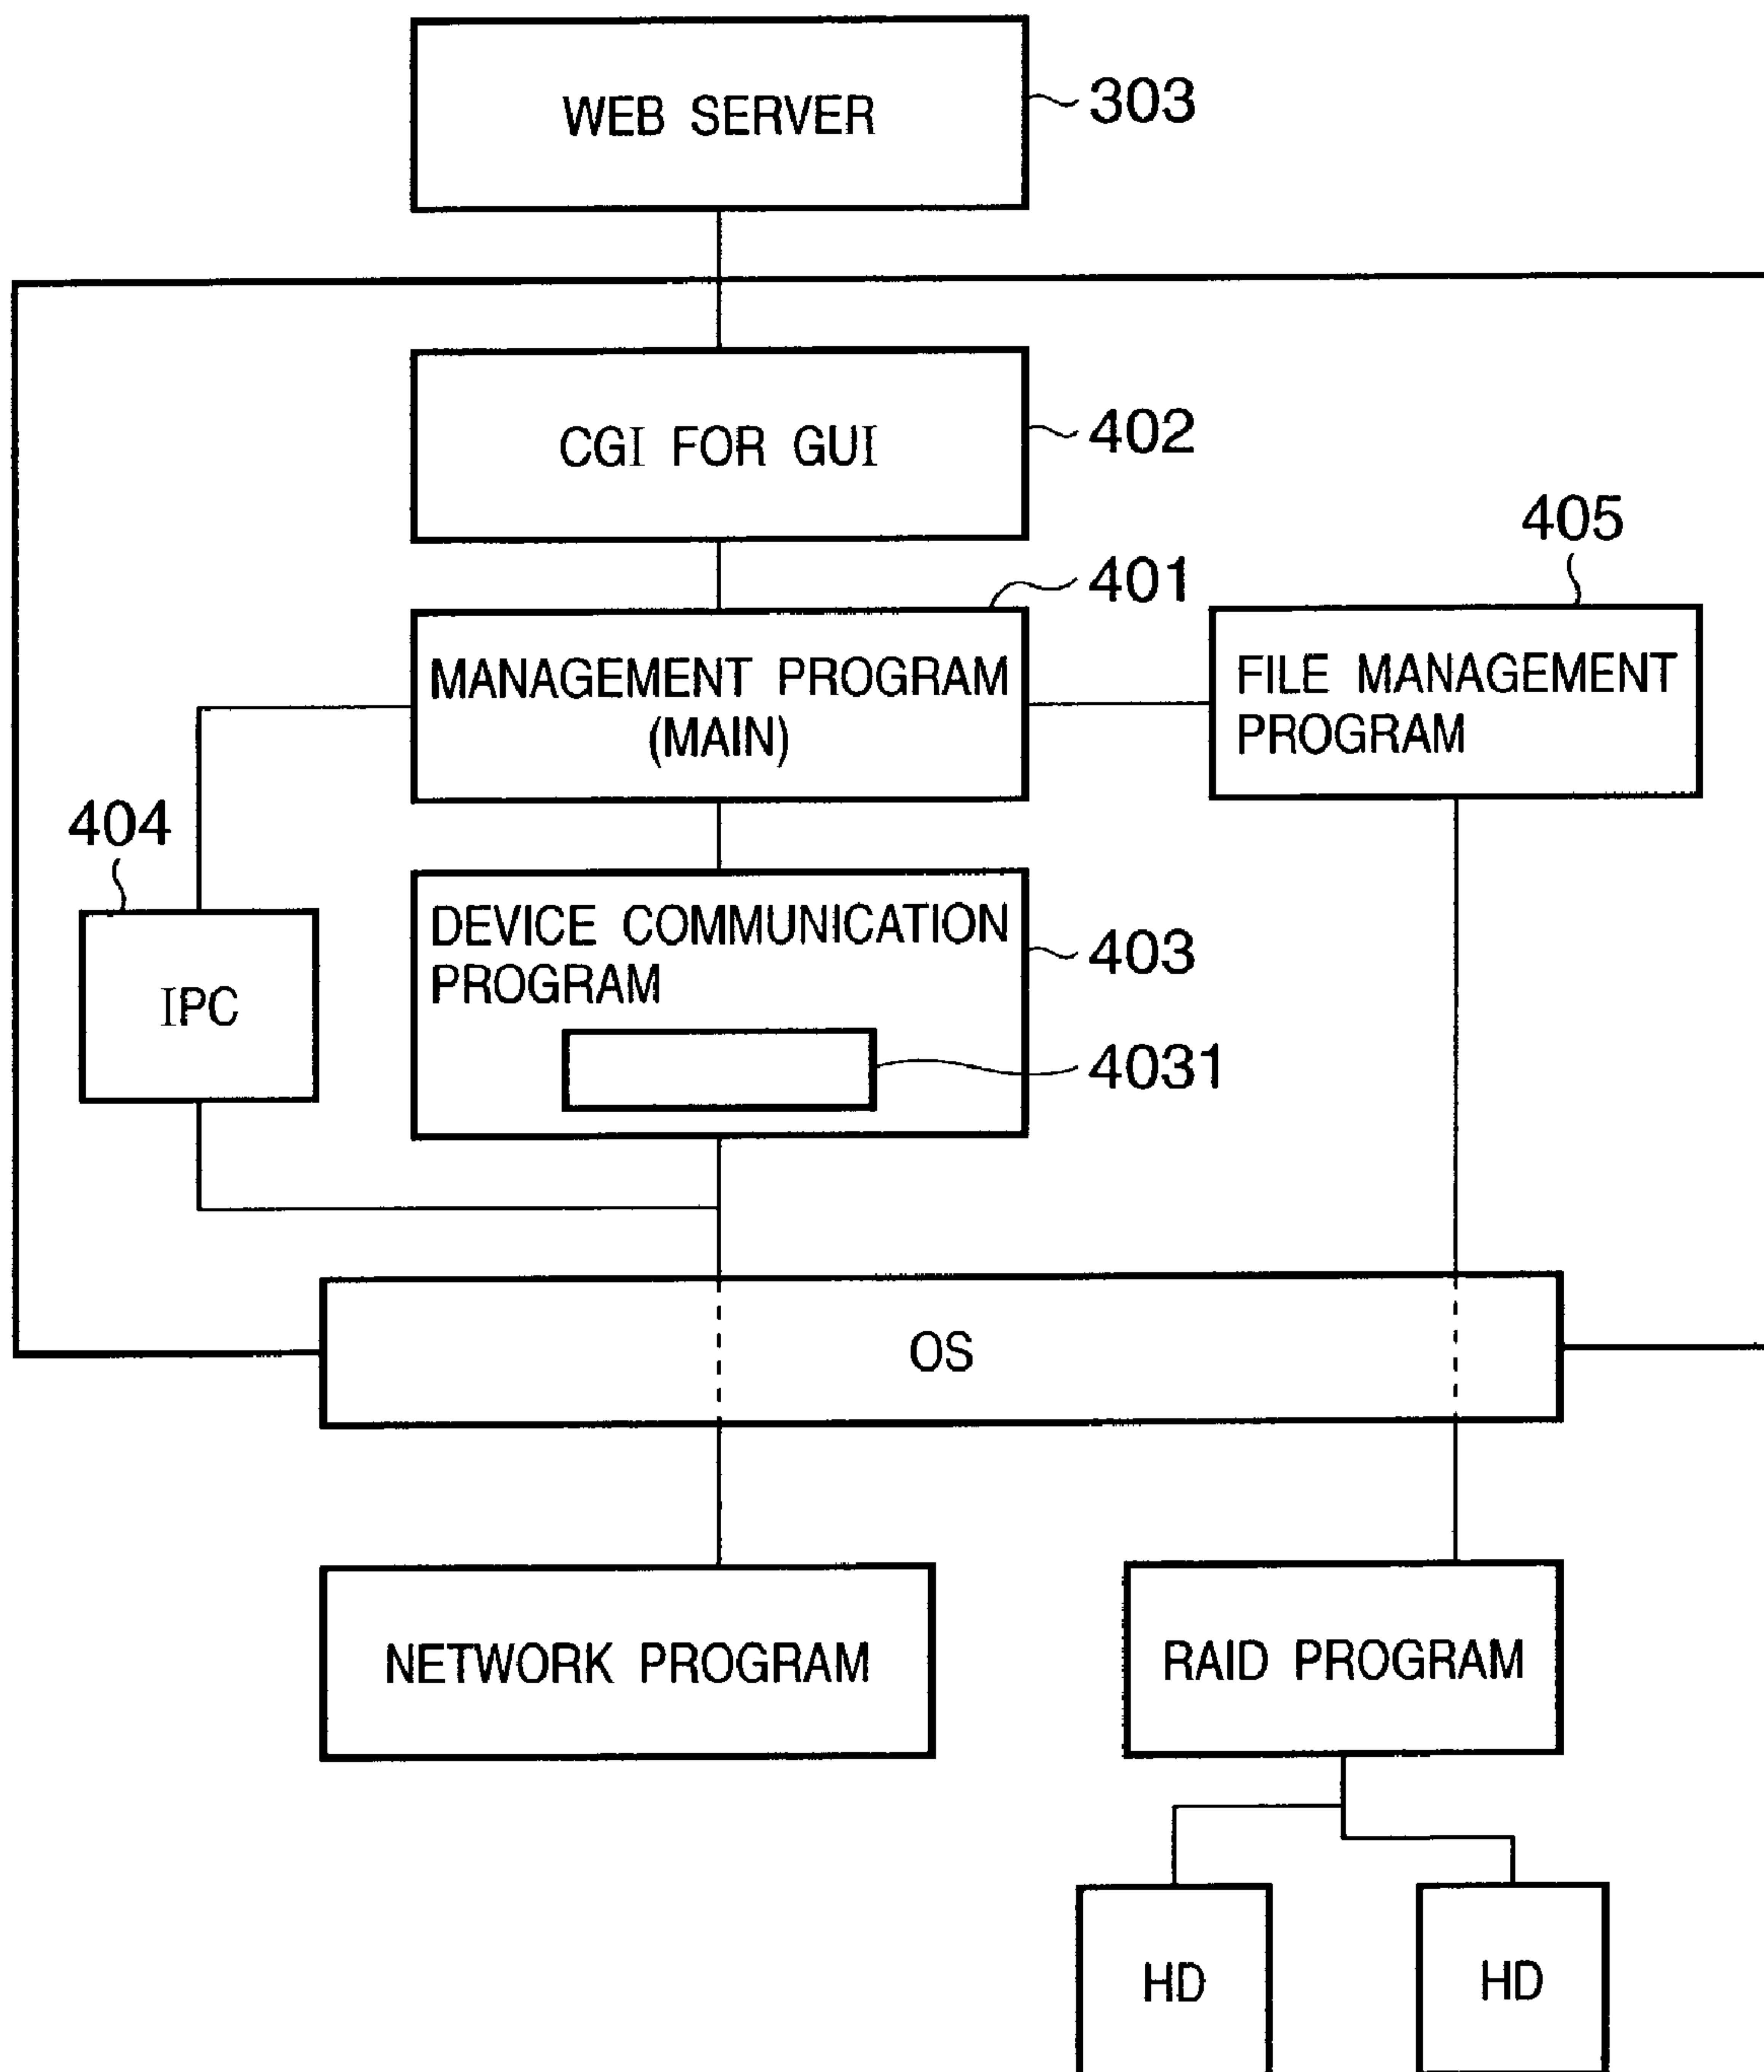 WEB SERVER
303
CGI FOR GUI
402
405
401
MANAGEMENT PROGRAM
(MAIN)
FILE MANAGEMENT
PROGRAM
404
DEVICE COMMUNICATION
PROGRAM
403
IPC
4031
OS
NETWORK PROGRAM
RAID PROGRAM
HD
HD